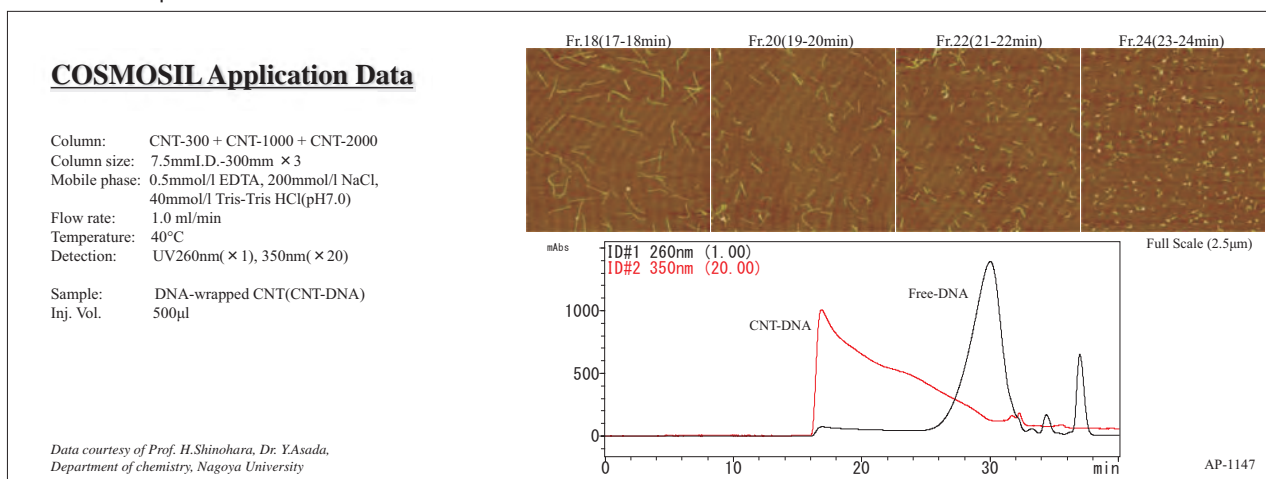 COSMOSIL Application Data
Column: CNT-300 + CNT-1000 + CNT-2000
Column size: 7.5mmI.D.-300mm × 3
Mobile phase: 0.5mmol/l EDTA, 200mmol/l NaCl,
40mmol/l Tris-Tris HCl(pH7.0)
Flow rate: 1.0 ml/min
Temperature: 40°C
Detection: UV260nm( × 1), 350nm( × 20)
Sample: DNA-wrapped CNT(CNT-DNA)
Inj. Vol. 500µl
Data courtesy of Prof. H.Shinohara, Dr. Y.Asada,
Department of chemistry, Nagoya University
Fr.18(17-18min) Fr.20(19-20min) Fr.22(21-22min) Fr.24(23-24min)
Full Scale (2.5µm)
mAbs
ID#1 260nm (1.00)
ID#2 350nm (20.00)
Free-DNA
CNT-DNA
1000
500
0
0 10 20 30 min
AP-1147